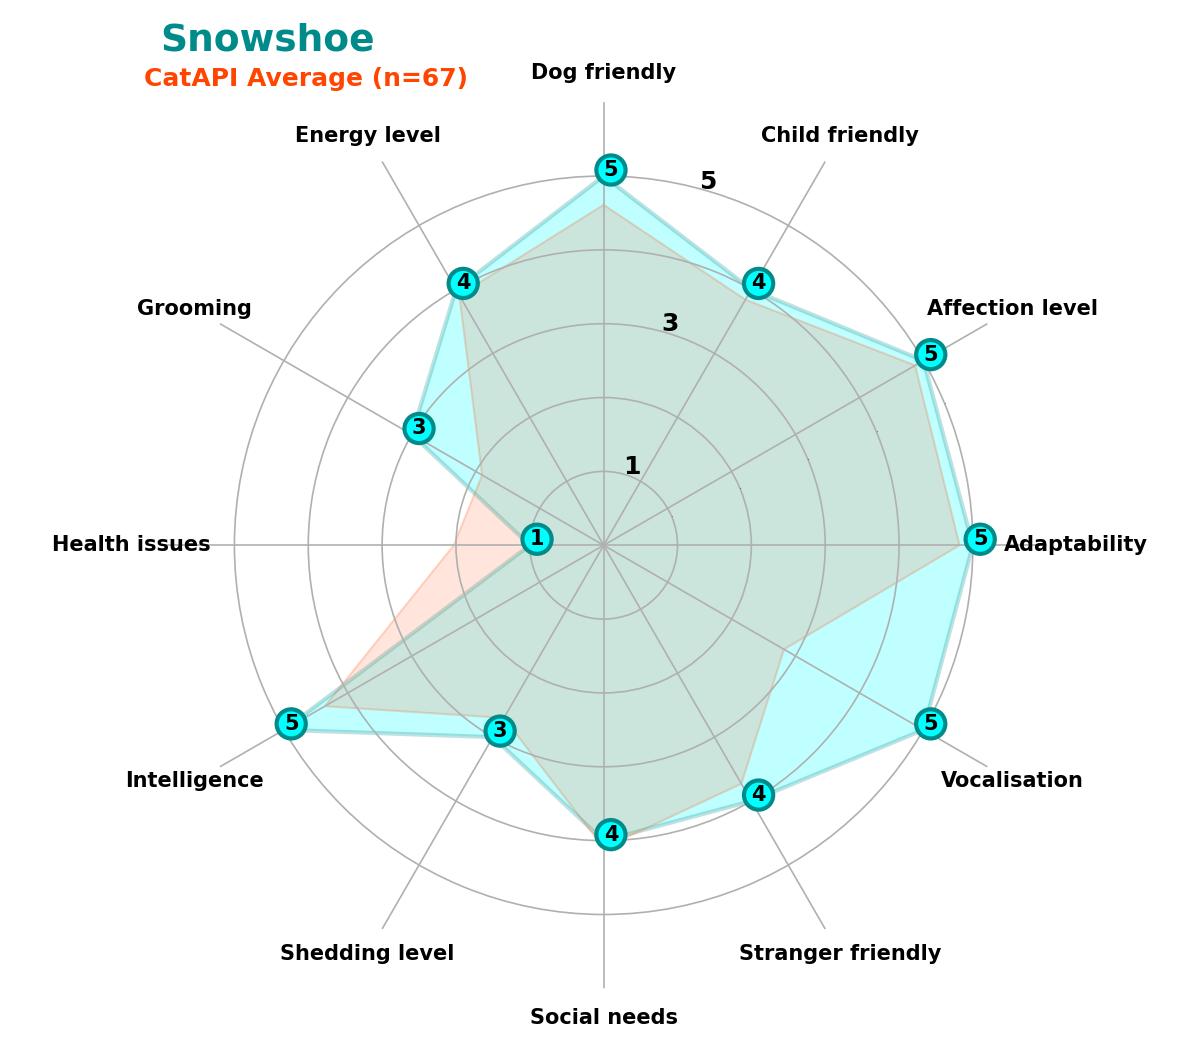 Snowshoe
CatAPI Average (n=67)
Dog friendly
Energy level
Child friendly
5
5
4
4
Grooming
3
Affection level
5
3
1
Health issues
1
5
Adaptability
5
3
5
Intelligence
4
4
Vocalisation
Shedding level
Stranger friendly
Social needs